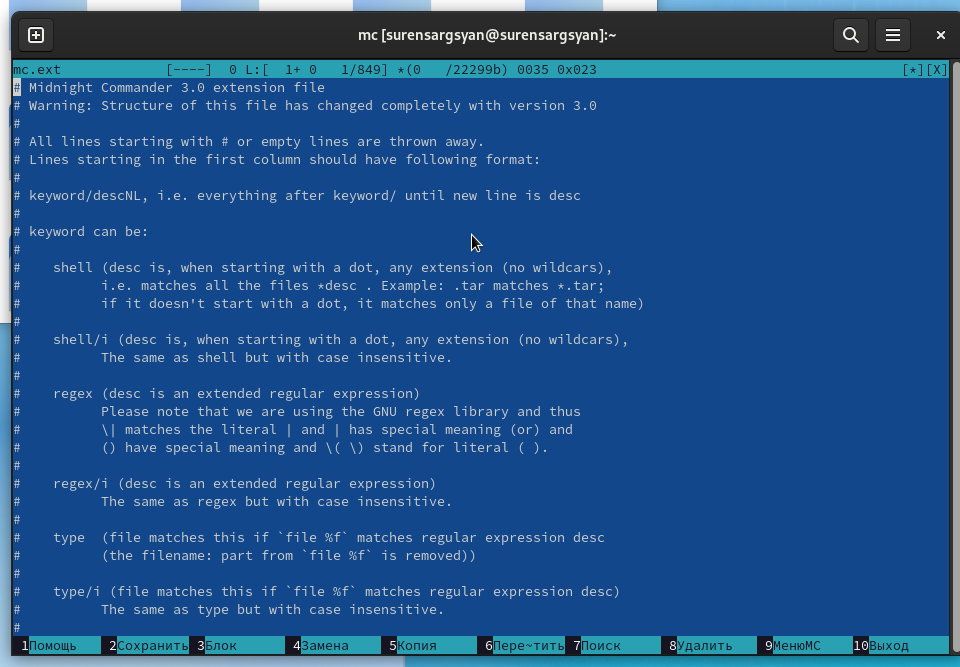 mc [surensargsyan@surensargsyan]:~
mc.ext             [----]  0 L:[  1+ 0   1/849] *(0   /22299b) 0035 0x023                                      [*][X]
# Midnight Commander 3.0 extension file
# Warning: Structure of this file has changed completely with version 3.0
#
# All lines starting with # or empty lines are thrown away.
# Lines starting in the first column should have following format:
#
# keyword/descNL, i.e. everything after keyword/ until new line is desc
#
# keyword can be:
#
#    shell (desc is, when starting with a dot, any extension (no wildcars),
#          i.e. matches all the files *desc . Example: .tar matches *.tar;
#          if it doesn't start with a dot, it matches only a file of that name)
#
#    shell/i (desc is, when starting with a dot, any extension (no wildcars),
#          The same as shell but with case insensitive.
#
#    regex (desc is an extended regular expression)
#          Please note that we are using the GNU regex library and thus
#          \| matches the literal | and | has special meaning (or) and
#          () have special meaning and \( \) stand for literal ( ).
#
#    regex/i (desc is an extended regular expression)
#          The same as regex but with case insensitive.
#
#    type  (file matches this if `file %f` matches regular expression desc
#          (the filename: part from `file %f` is removed))
#
#    type/i (file matches this if `file %f` matches regular expression desc)
#          The same as type but with case insensitive.
#
1Помощь 2Сохранить 3Блок 4Замена 5Копия 6Пере~тить 7Поиск 8Удалить 9МенюMC 10Выход